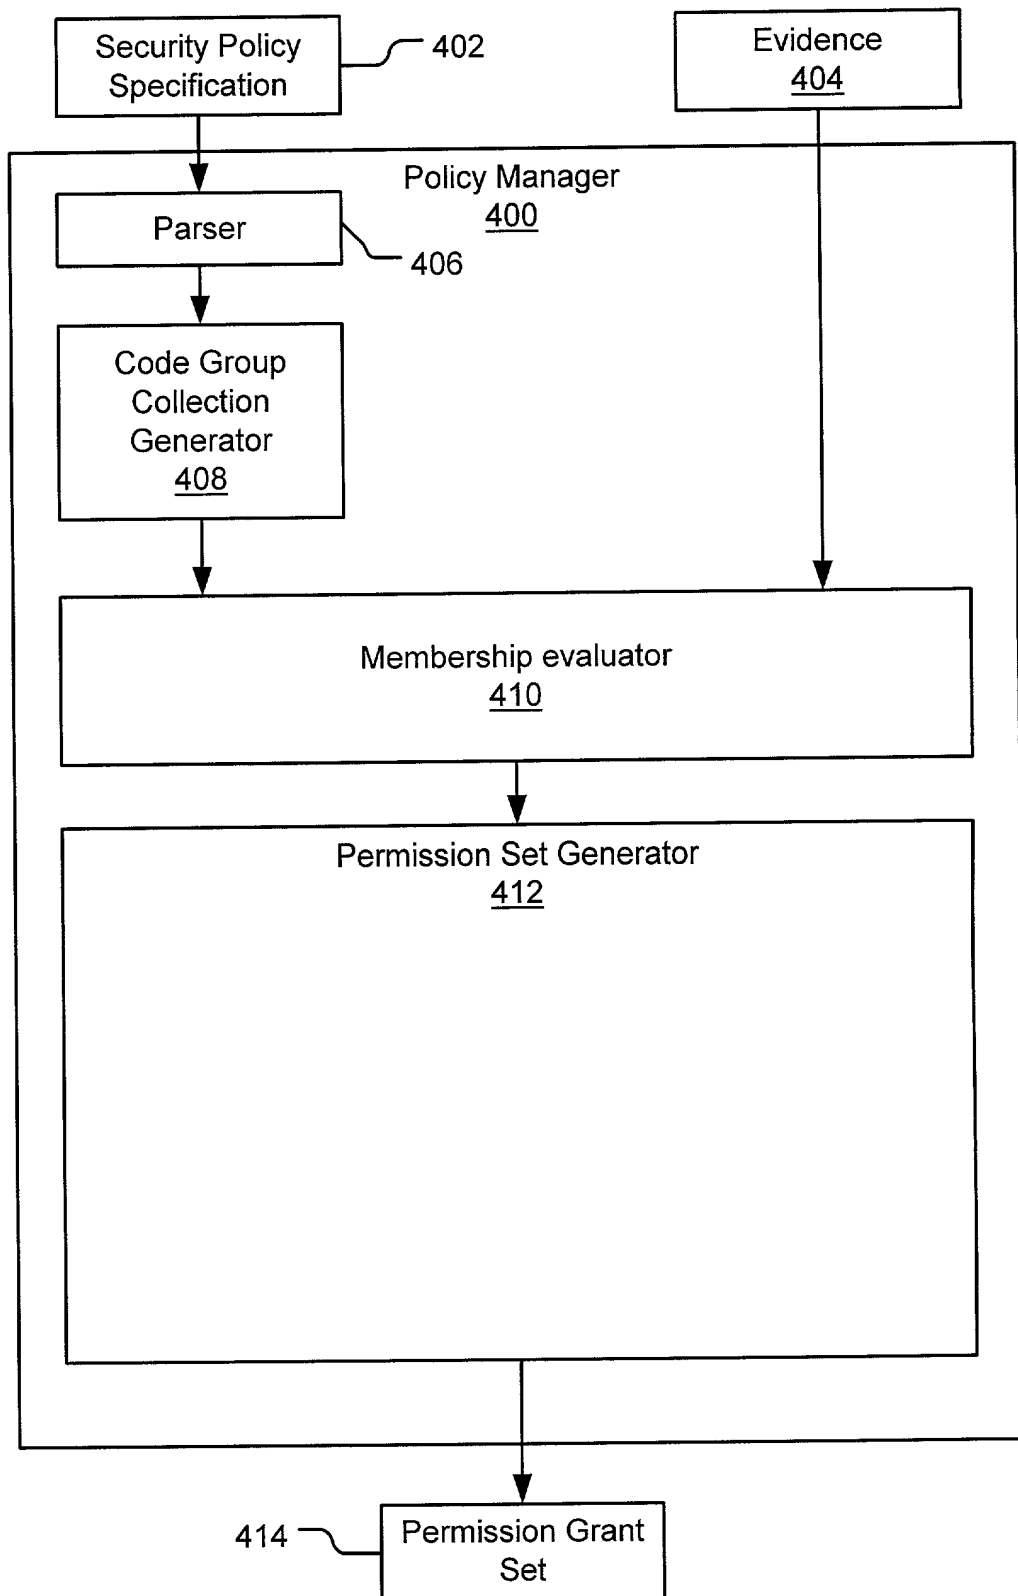 Security Policy
Specification
402
Evidence
404
Policy Manager
400
Parser
406
Code Group
Collection
Generator
408
Membership evaluator
410
Permission Set Generator
412
414
Permission Grant
Set